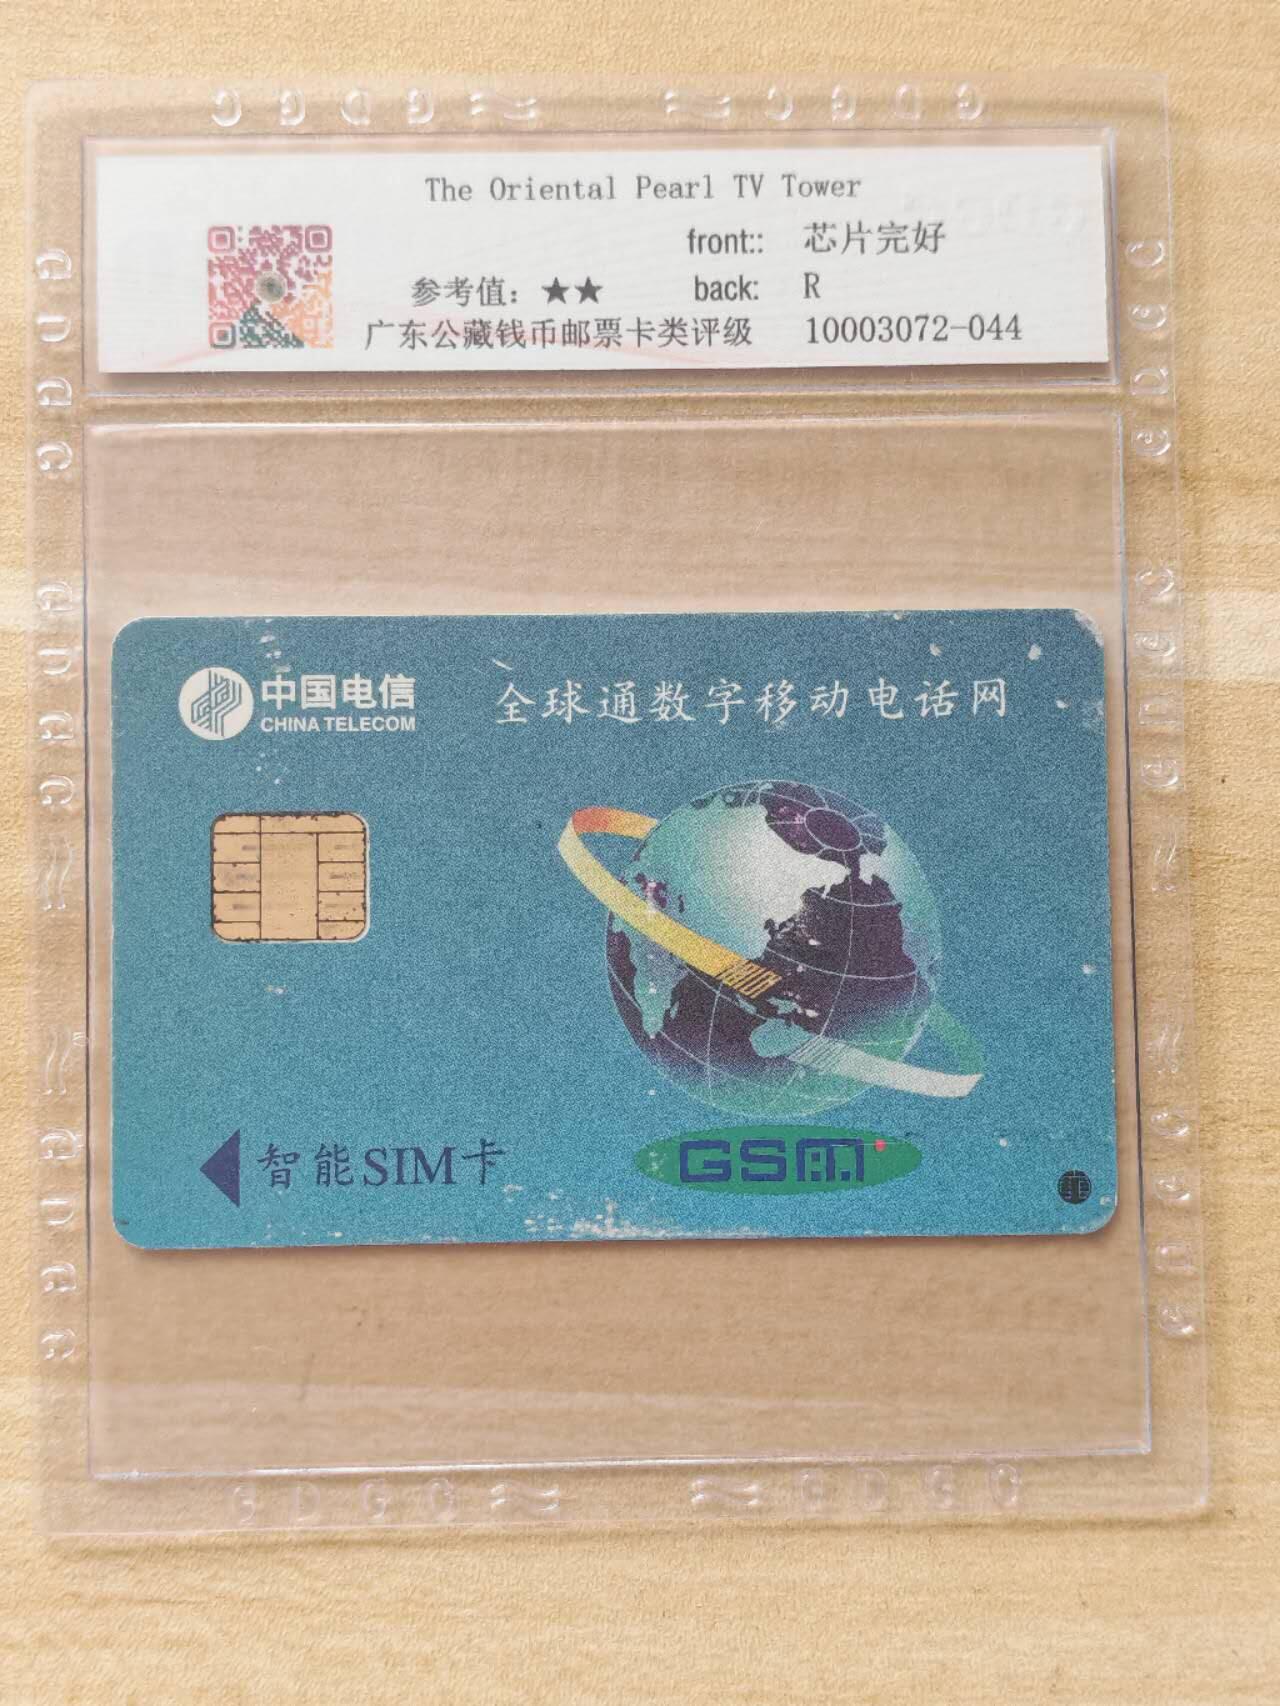 The Oriental Pearl TV Tower
front:: 芯片完好
参考值：★★ back: R
广东公藏钱币邮票卡类评级 10003072-044
中国电信
CHINA TELECOM
全球通数字移动电话网
智能SIM卡
GSM